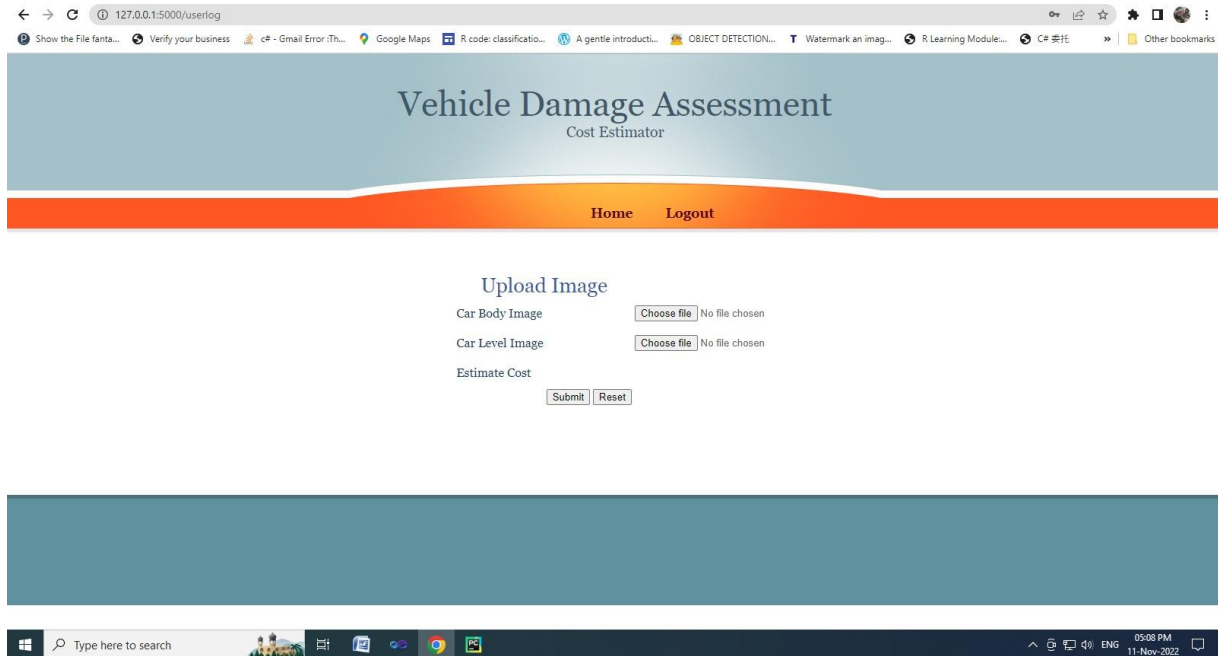 127.0.0.1:5000/userlog
Show the File fanta... Verify your business c# - Gmail Error :Th... Google Maps R code: classificatio... A gentle introducti... OBJECT DETECTION... T Watermark an imag... R Learning Module:... C# 委托 » Other bookmarks
Vehicle Damage Assessment
Cost Estimator
Home Logout
Upload Image
Car Body Image Choose file No file chosen
Car Level Image Choose file No file chosen
Estimate Cost
Submit Reset
Type here to search PC ENG 05:08 PM
11-Nov-2022